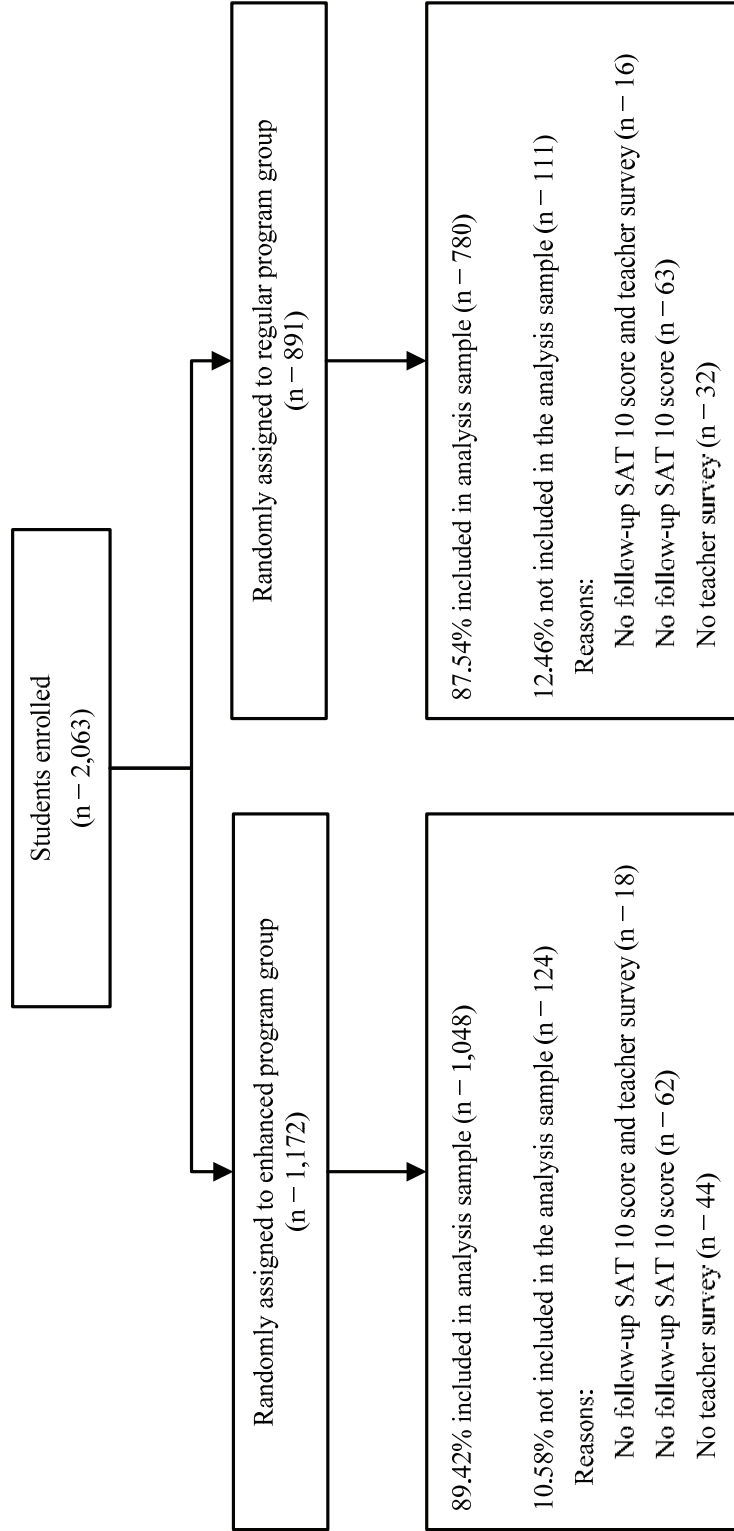 Students enrolled
(n = 2,063)
Randomly assigned to enhanced program group
(n = 1,172)
Randomly assigned to regular program group
(n = 891)
89.42% included in analysis sample (n = 1,048)
10.58% not included in the analysis sample (n = 124)
Reasons:
No follow-up SAT 10 score and teacher survey (n = 18)
No follow-up SAT 10 score (n = 62)
No teacher survey (n = 44)
87.54% included in analysis sample (n = 780)
12.46% not included in the analysis sample (n = 111)
Reasons:
No follow-up SAT 10 score and teacher survey (n = 16)
No follow-up SAT 10 score (n = 63)
No teacher survey (n = 32)